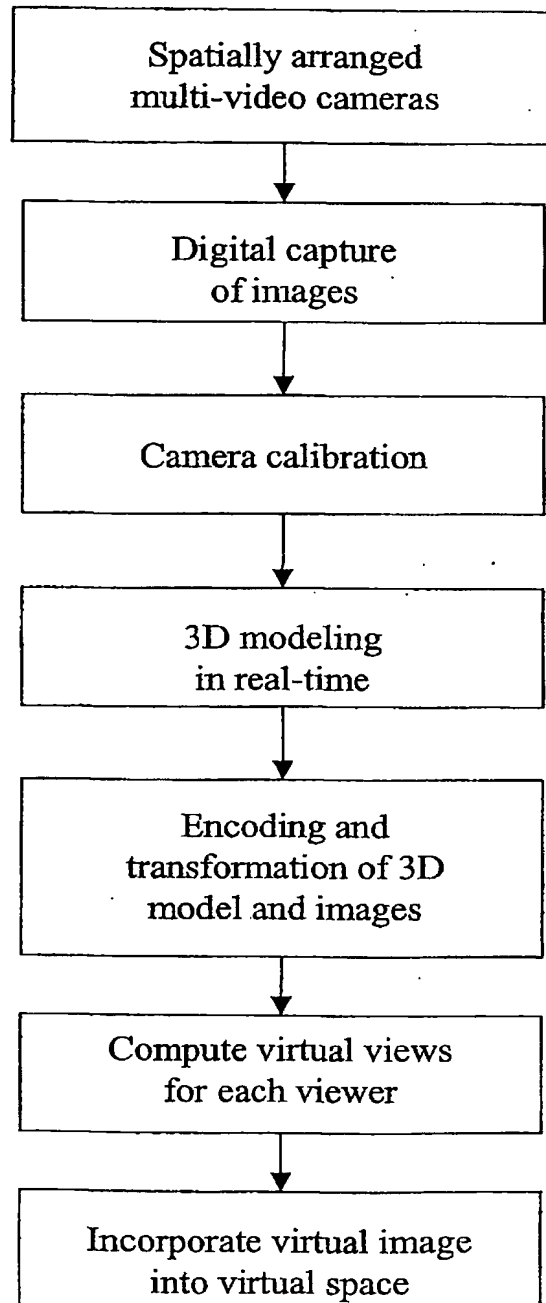 Spatially arranged
multi-video cameras
Digital capture
of images
Camera calibration
3D modeling
in real-time
Encoding and
transformation of 3D
model and images
Compute virtual views
for each viewer
Incorporate virtual image
into virtual space